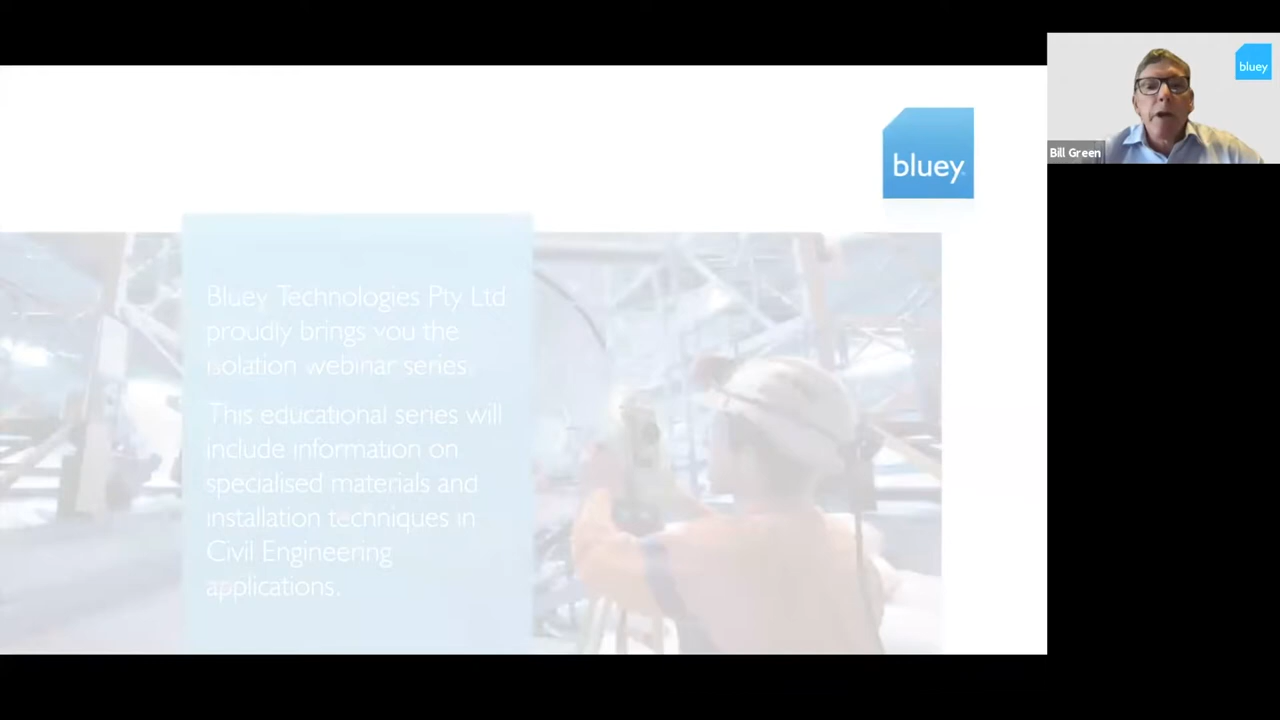 bluey
Bill Green
bluey
Bluey Technologies Pty Ltd
proudly brings you the
isolation webinar series
This educational series will
include information on
specialised materials and
installation techniques in
Civil Engineering
applications.